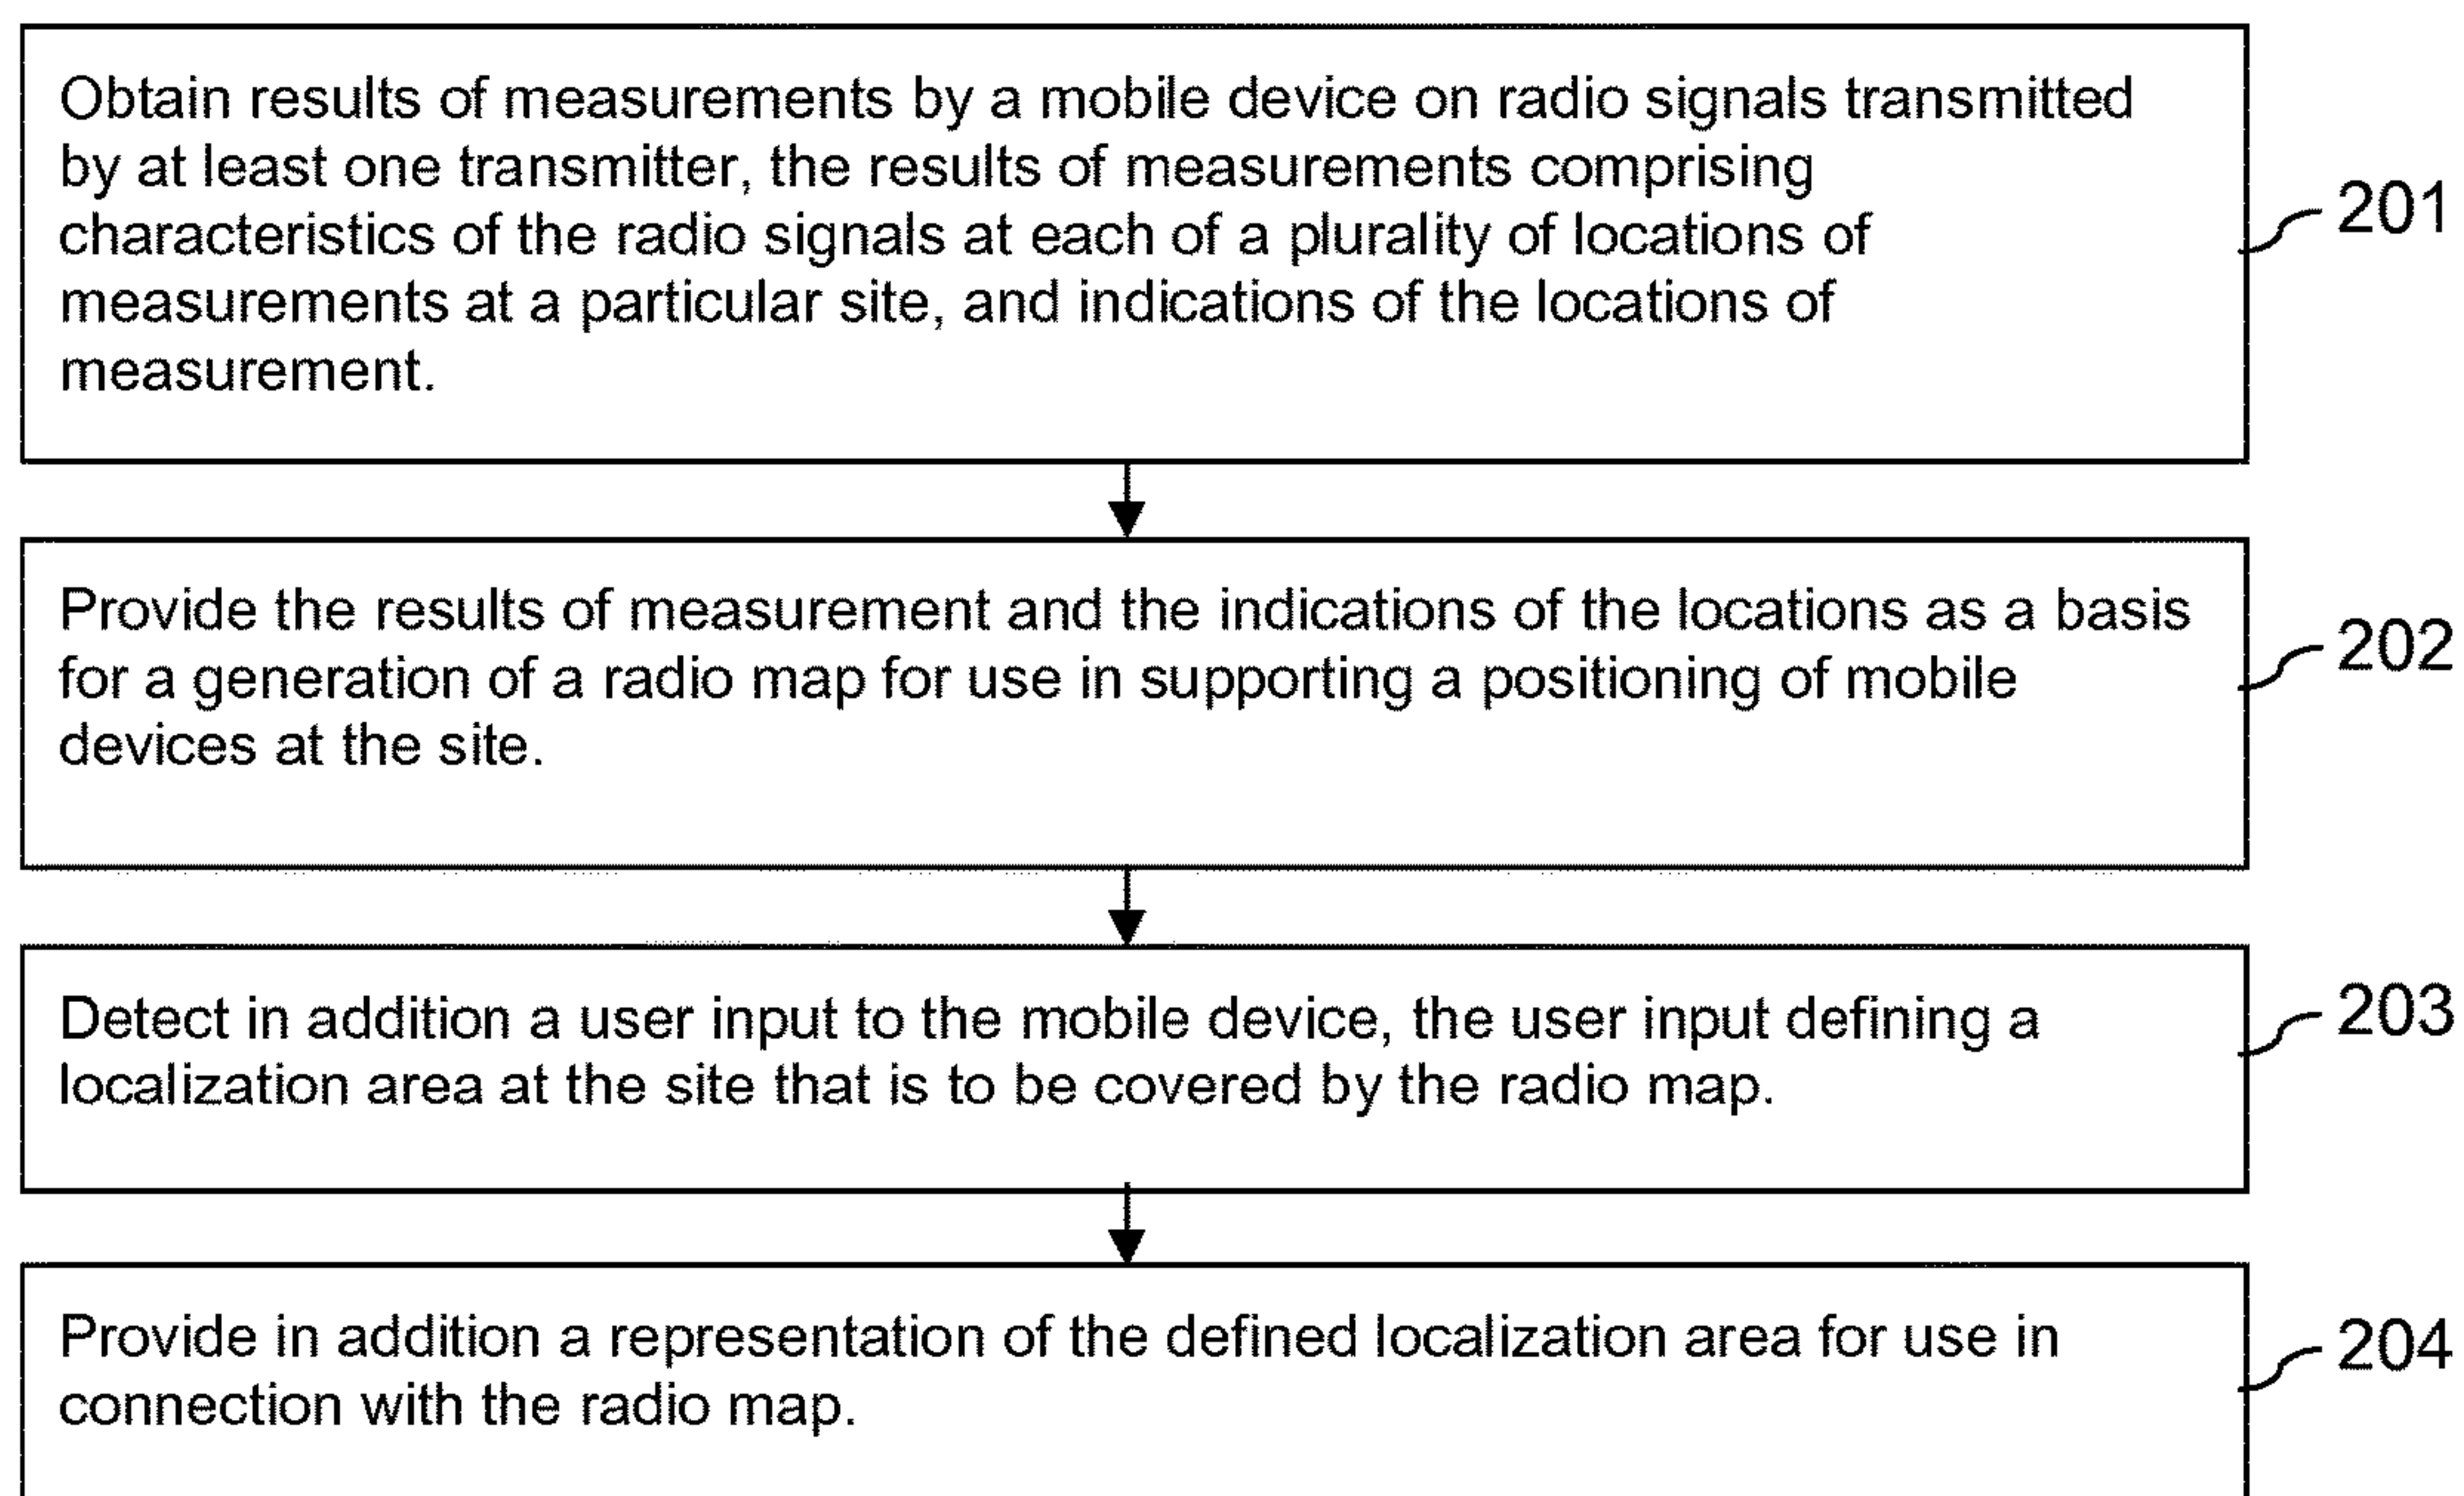 Obtain results of measurements by a mobile device on radio signals transmitted
by at least one transmitter, the results of measurements comprising
characteristics of the radio signals at each of a plurality of locations of
measurements at a particular site, and indications of the locations of
measurement.
201
Provide the results of measurement and the indications of the locations as a basis
for a generation of a radio map for use in supporting a positioning of mobile
devices at the site.
202
Detect in addition a user input to the mobile device, the user input defining a
localization area at the site that is to be covered by the radio map.
203
Provide in addition a representation of the defined localization area for use in
connection with the radio map.
204